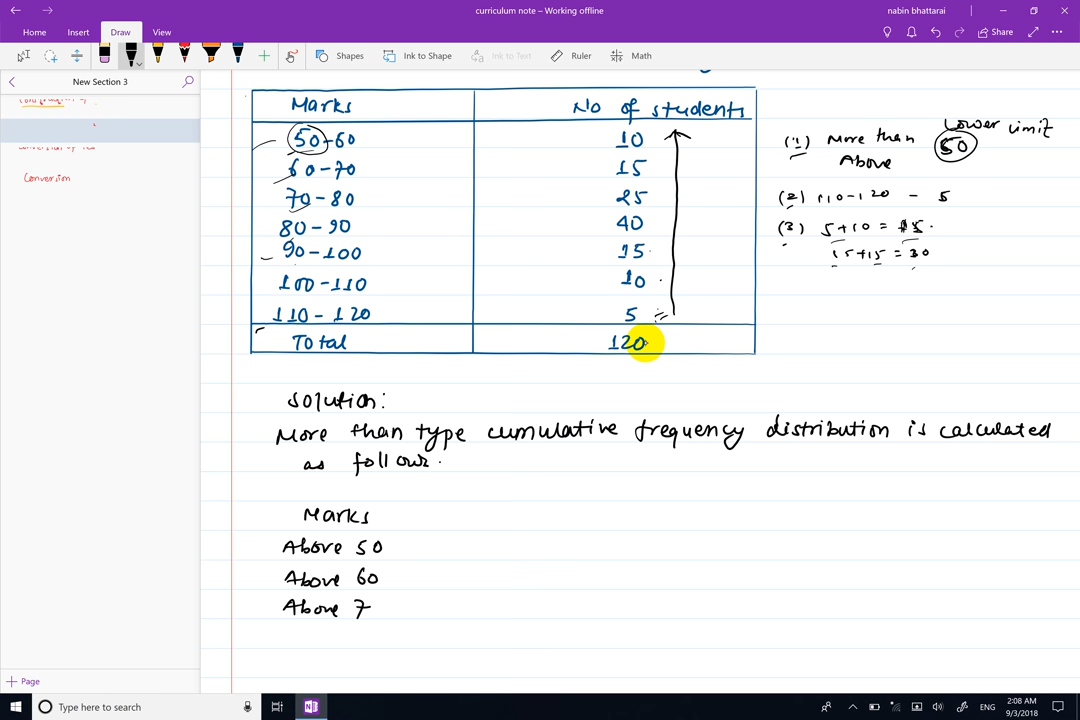 curriculum note – Working offline
nabin bhattarai
Home Insert Draw View
Share
Shapes Ink to Shape Ink to Text Ruler Math
New Section 3
Conversion
Page
Marks No of students
50-60 10
60-70 15
70-80 25
80-90 40
90-100 15
100-110 10
110-120 5
Total 120
Lower limit
(1) More than 50
Above
(2) 110-120 - 5
(3) 5+10 = 15.
15+15 = 30
Solution:
More than type cumulative frequency distribution is calculated
as follows.
Marks
Above 50
Above 60
Above 7
Type here to search
ENG
2:08 AM
9/3/2018